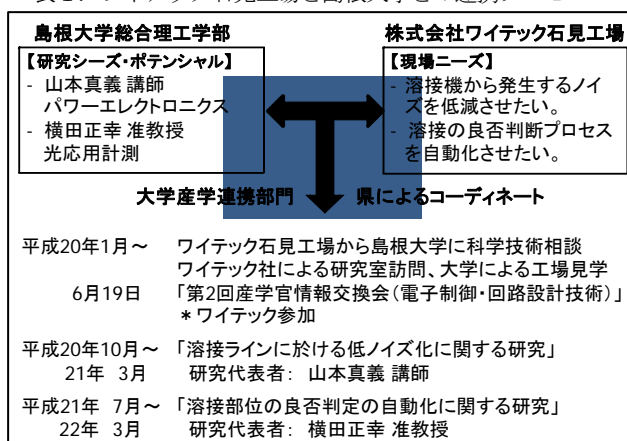 島根大学総合理工学部
株式会社ワイテック石見工場
【研究シーズ・ポテンシャル】
- 山本真義 講師
パワーエレクトロニクス
- 横田正幸 准教授
光応用計測
【現場ニーズ】
- 溶接機から発生するノイ
ズを低減させたい。
- 溶接の良否判断プロセス
を自動化させたい。
大学産学連携部門 県によるコーディネート
平成20年1月～ ワイテック石見工場から島根大学に科学技術相談
ワイテック社による研究室訪問、大学による工場見学
6月19日 「第2回産学官情報交換会（電子制御・回路設計技術）」
＊ワイテック参加
平成20年10月～ 「溶接ラインに於ける低ノイズ化に関する研究」
21年 3月 研究代表者： 山本真義 講師
平成21年 7月～ 「溶接部位の良否判定の自動化に関する研究」
22年 3月 研究代表者： 横田正幸 准教授